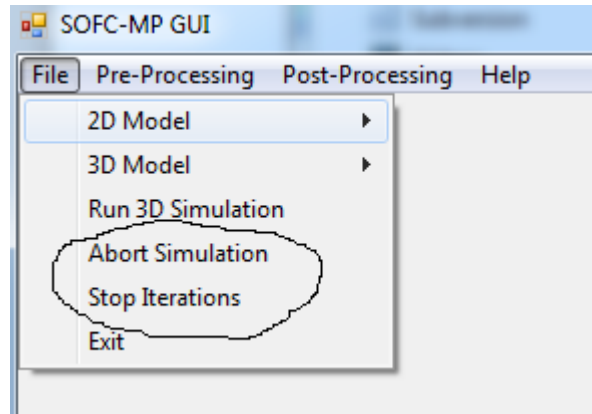 SOFC-MP GUI
File Pre-Processing Post-Processing Help
2D Model
3D Model
Run 3D Simulation
Abort Simulation
Stop Iterations
Exit